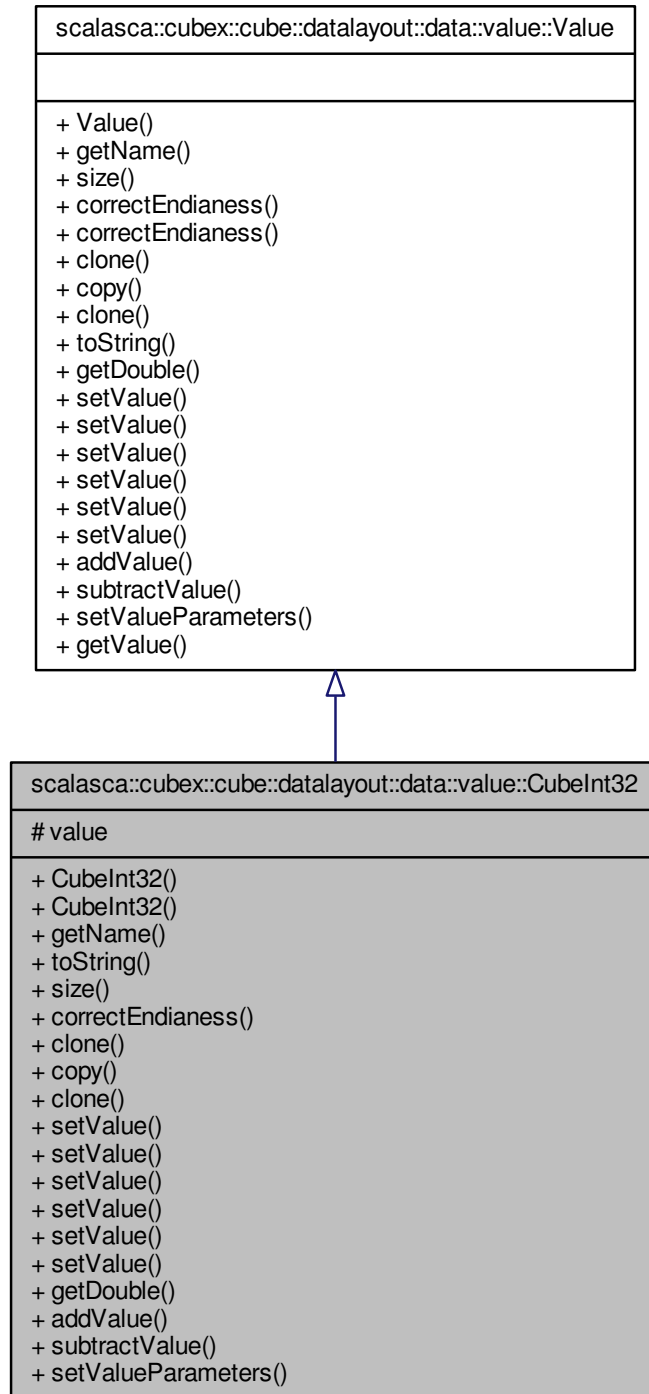 scalasca::cubex::cube::datalayout::data::value::Value
+ Value()
+ getName()
+ size()
+ correctEndianess()
+ correctEndianess()
+ clone()
+ copy()
+ clone()
+ toString()
+ getDouble()
+ setValue()
+ setValue()
+ setValue()
+ setValue()
+ setValue()
+ setValue()
+ addValue()
+ subtractValue()
+ setValueParameters()
+ getValue()
scalasca::cubex::cube::datalayout::data::value::CubeInt32
# value
+ CubeInt32()
+ CubeInt32()
+ getName()
+ toString()
+ size()
+ correctEndianess()
+ clone()
+ copy()
+ clone()
+ setValue()
+ setValue()
+ setValue()
+ setValue()
+ setValue()
+ setValue()
+ getDouble()
+ addValue()
+ subtractValue()
+ setValueParameters()